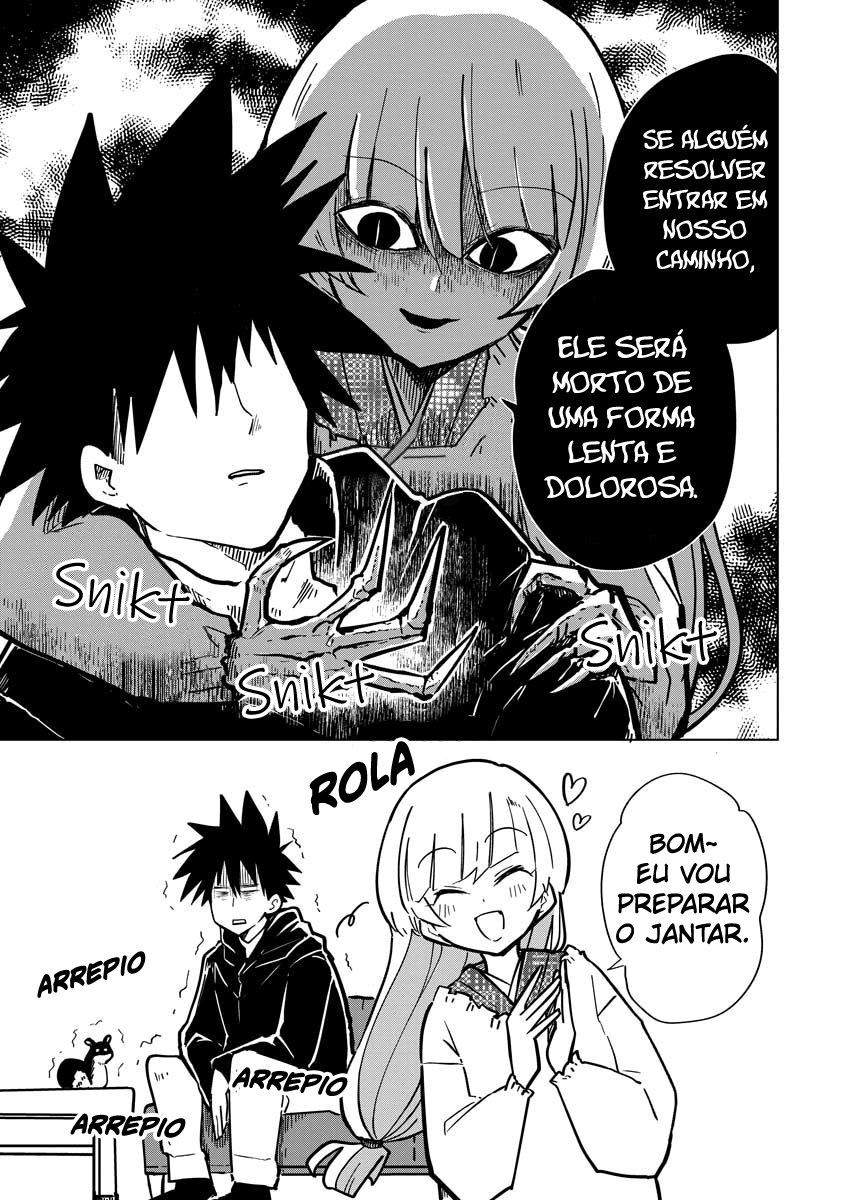 SE ALGUÉM
RESOLVER
ENTRAR EM
NOSSO
CAMINHO,
ELE SERÁ
MORTO DE
UMA FORMA
LENTA E
DOLOROSA.
Snikt
Snikt
Snikt
ROLA
BOM~
EU VOU
PREPARAR
O JANTAR.
ARREPIO
ARREPIO
ARREPIO